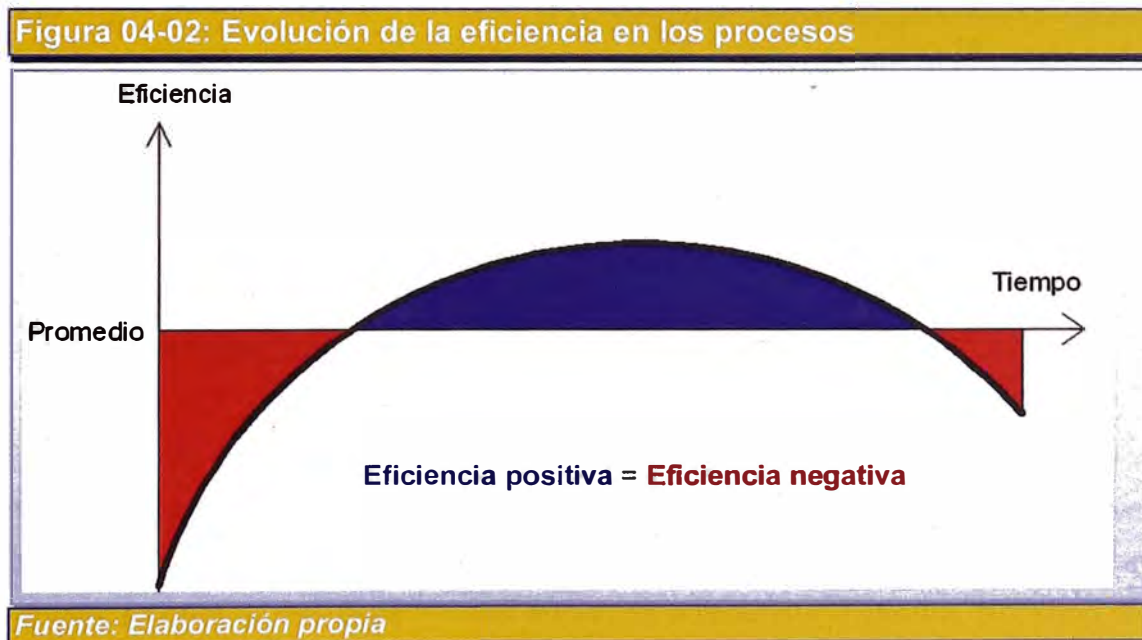 Figura 04-02: Evolución de la eficiencia en los procesos
Eficiencia
Tiempo
Promedio
Eficiencia positiva = Eficiencia negativa
Fuente: Elaboración propia